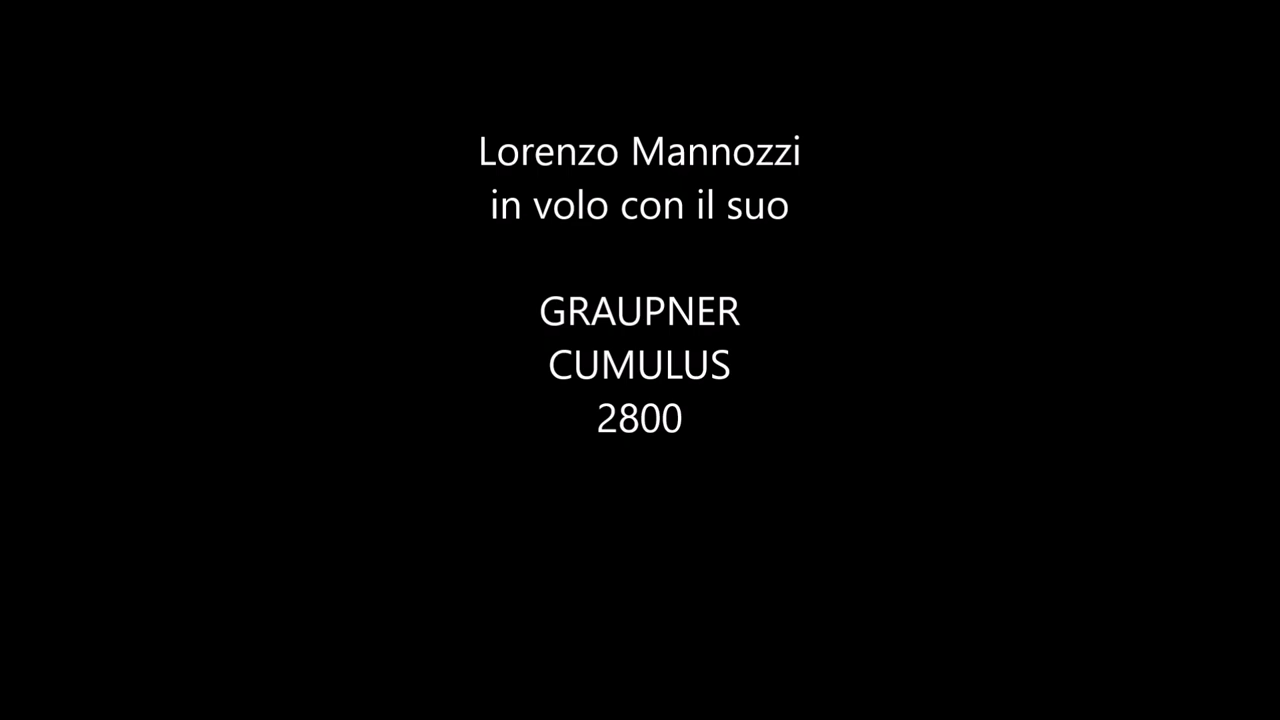 Lorenzo Mannozzi
in volo con il suo
GRAUPNER
CUMULUS
2800